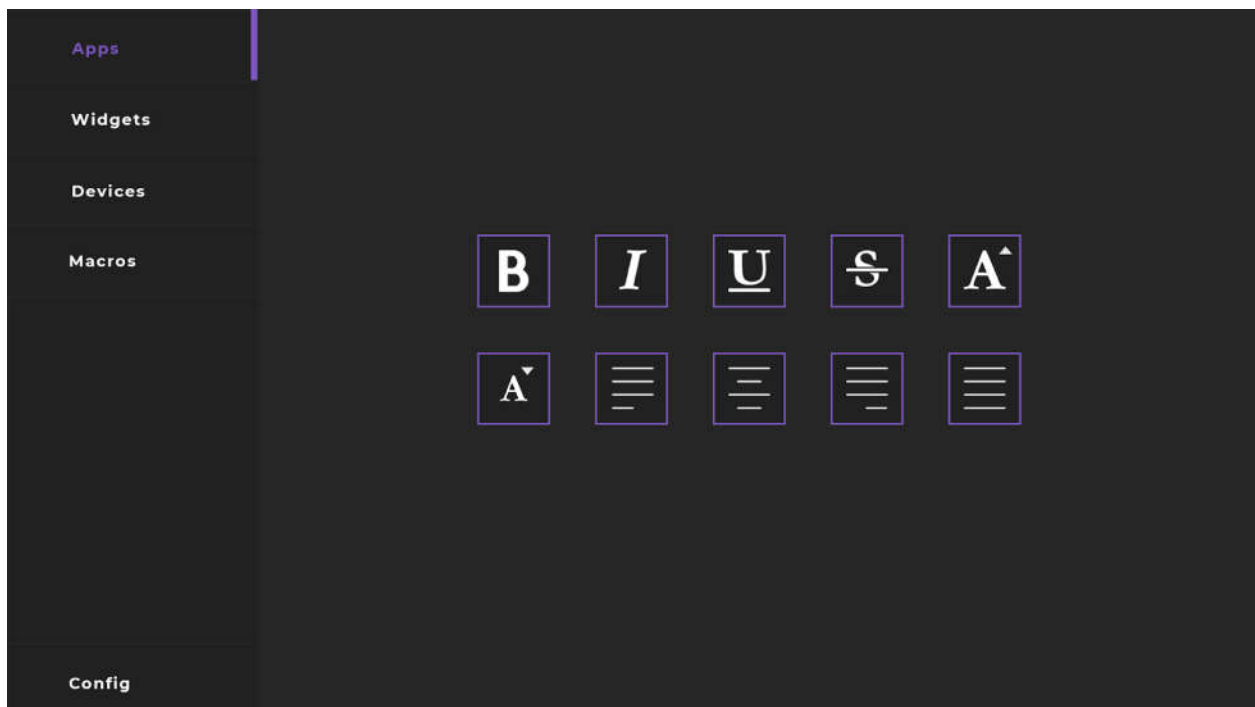 Apps
Widgets
Devices
Macros
B I U S A
A
Config